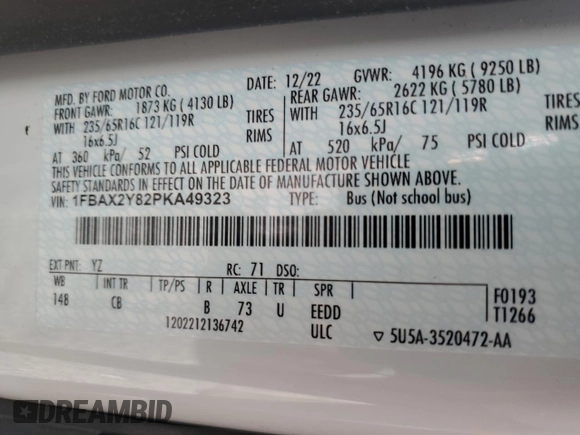 MFD. BY FORD MOTOR CO.
DATE: 12/22 GVWR: 4196 KG ( 9250 LB)
FRONT GAWR: 1873 KG ( 4130 LB)
REAR GAWR: 2622 KG ( 5780 LB)
WITH 235/65R16C 121/119R TIRES
WITH 235/65R16C 121/119R TIRES
16x6.5J RIMS
16x6.5J RIMS
AT 360 kPa/ 52 PSI COLD
AT 520 kPa/ 75 PSI COLD
THIS VEHICLE CONFORMS TO ALL APPLICABLE FEDERAL MOTOR VEHICLE
SAFETY STANDARDS IN EFFECT ON THE DATE OF MANUFACTURE SHOWN ABOVE.
VIN: 1FBAX2Y82PKA49323 TYPE: Bus (Not school bus)
EXT PNT: YZ RC: 71 DSO:
WB INT TR TP/PS R AXLE TR SPR
148 CB B 73 U EEDD
1202212136742 ULC
F0193
T1266
▽ 5U5A-3520472-AA
DREAMBID